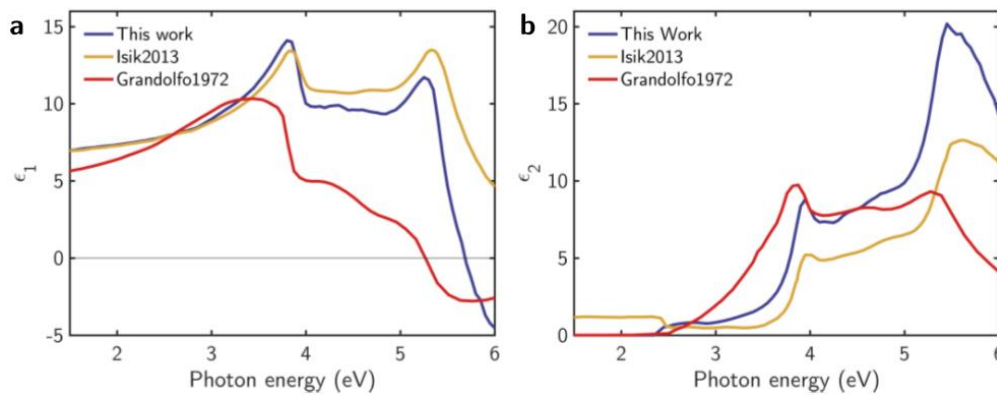 a
This work
Isik2013
Grandolfo1972
15
10
5
0
-5
ϵ1
2 3 4 5 6
Photon energy (eV)
b
This Work
Isik2013
Grandolfo1972
20
15
10
5
0
ϵ2
2 3 4 5 6
Photon energy (eV)